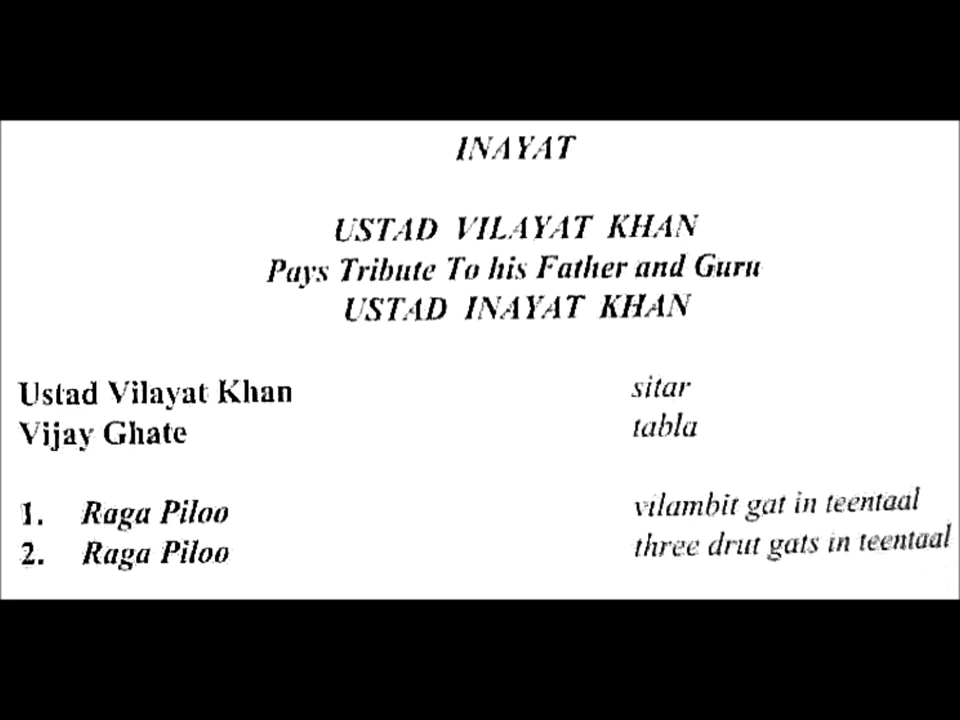 INAYAT
USTAD VILAYAT KHAN
Pays Tribute To his Father and Guru
USTAD INAYAT KHAN
Ustad Vilayat Khan sitar
Vijay Ghate tabla
1. Raga Piloo vilambit gat in teentaal
2. Raga Piloo three drut gats in teentaal